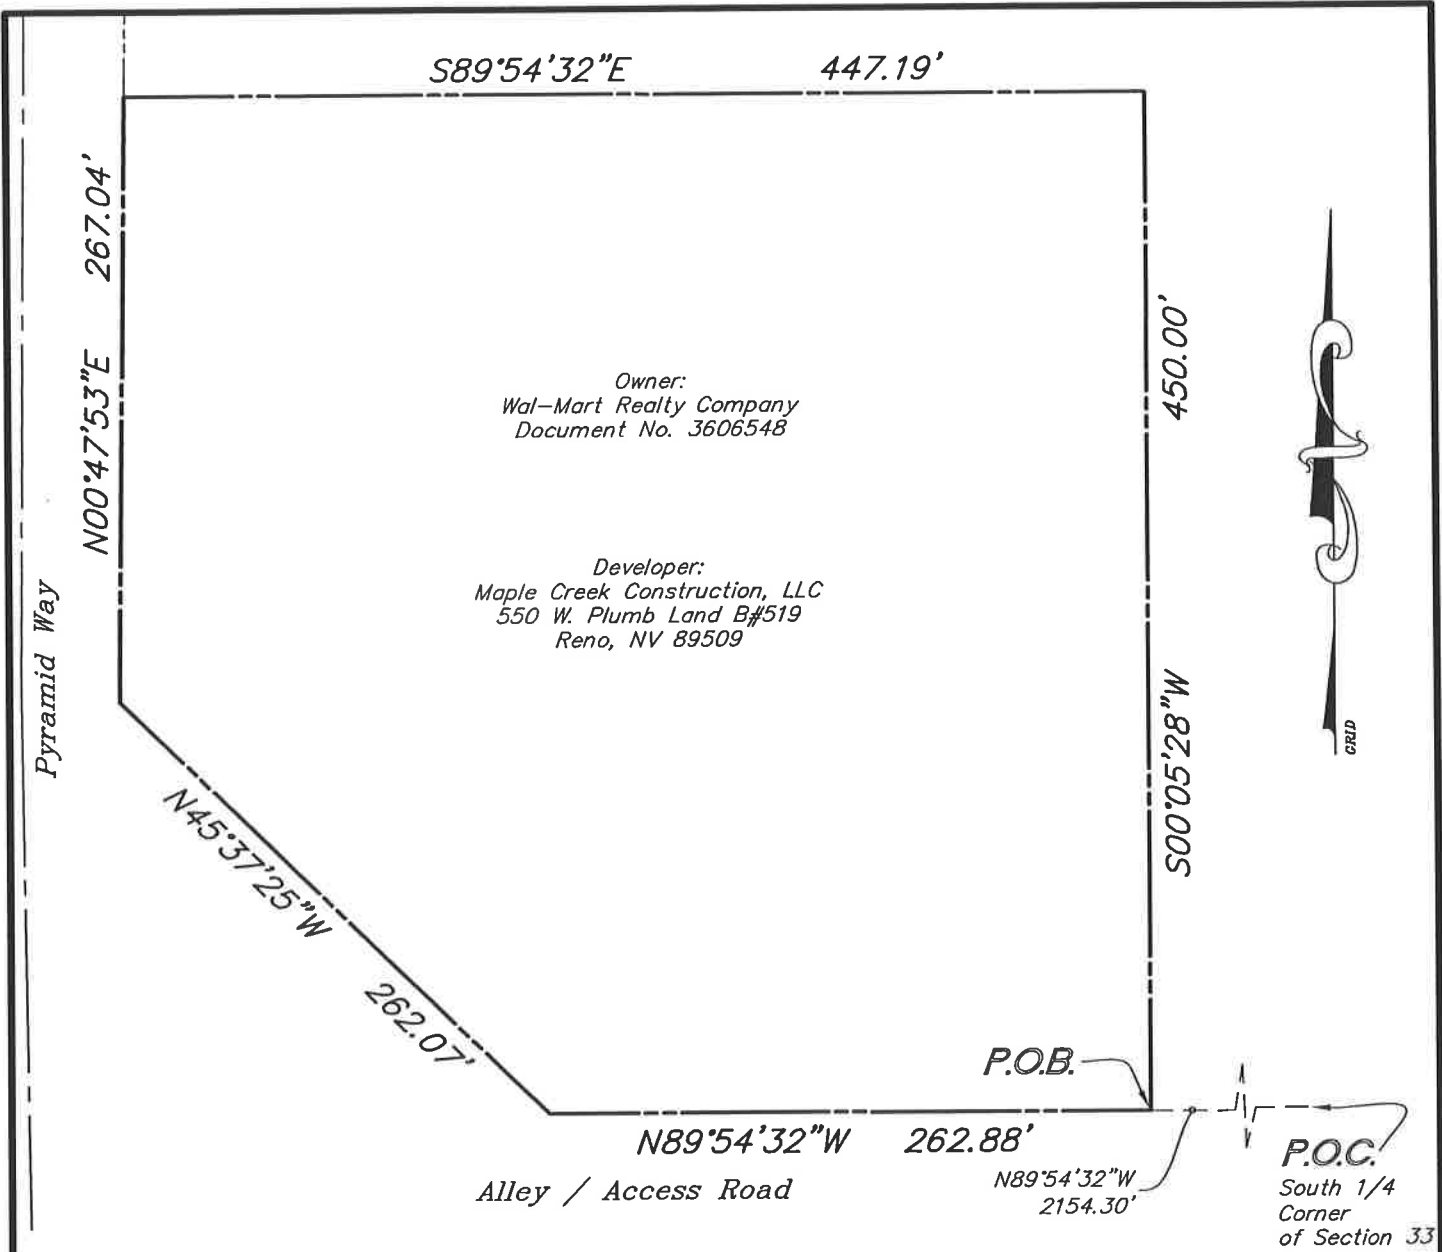 S89°54'32"E 447.19'
N00°47'53"E 267.04'
450.00'
S00°05'28"W
Owner:
Wal-Mart Realty Company
Document No. 3606548
Developer:
Maple Creek Construction, LLC
550 W. Plumb Land B#519
Reno, NV 89509
GRID
Pyramid Way
N45°37'25"W 262.07'
P.O.B.
N89°54'32"W 262.88'
Alley / Access Road
N89°54'32"W
2154.30'
P.O.C.
South 1/4
Corner
of Section 33